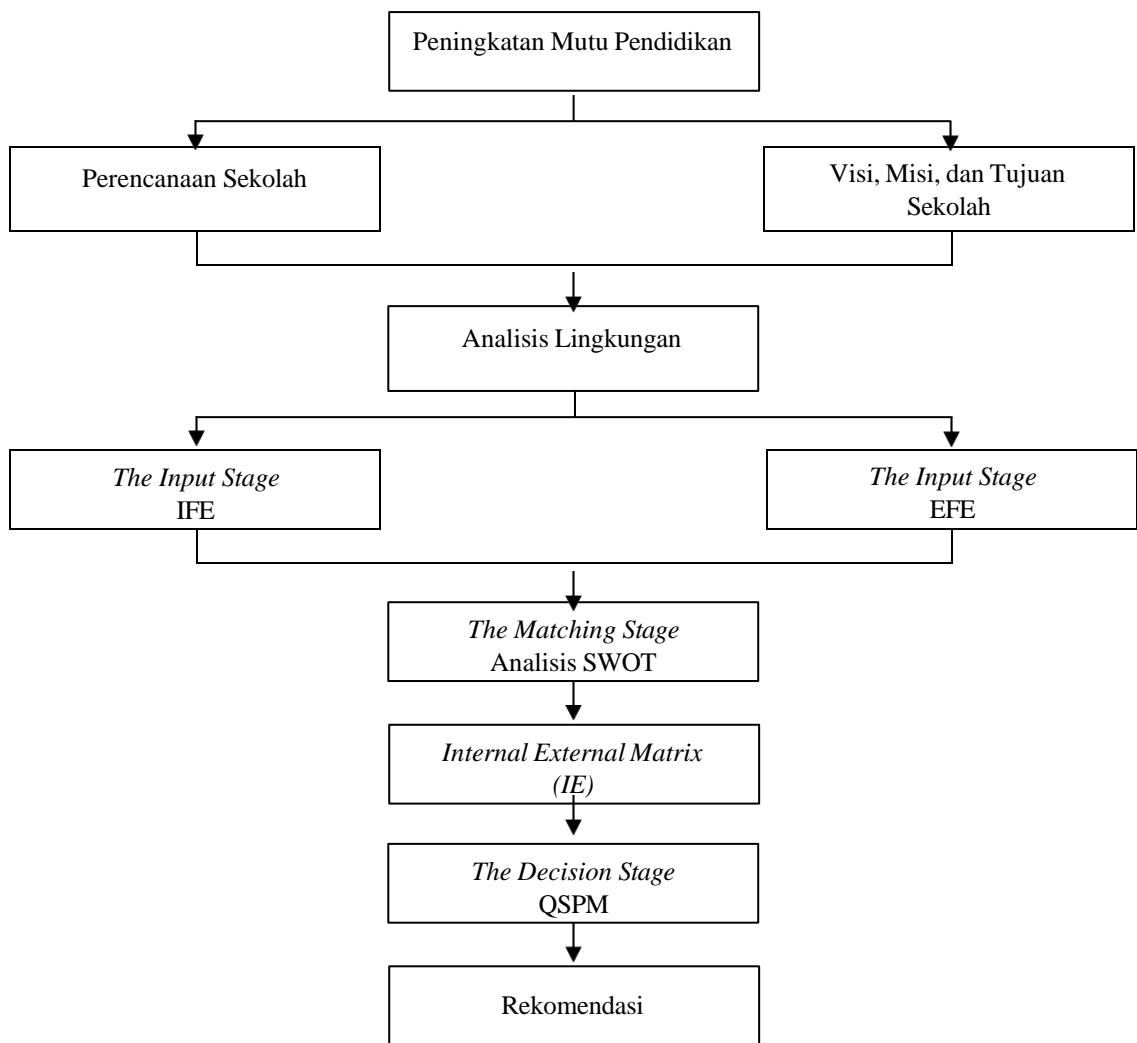 Peningkatan Mutu Pendidikan
Perencanaan Sekolah
Visi, Misi, dan Tujuan
Sekolah
Analisis Lingkungan
The Input Stage
IFE
The Input Stage
EFE
The Matching Stage
Analisis SWOT
Internal External Matrix
(IE)
The Decision Stage
QSPM
Rekomendasi